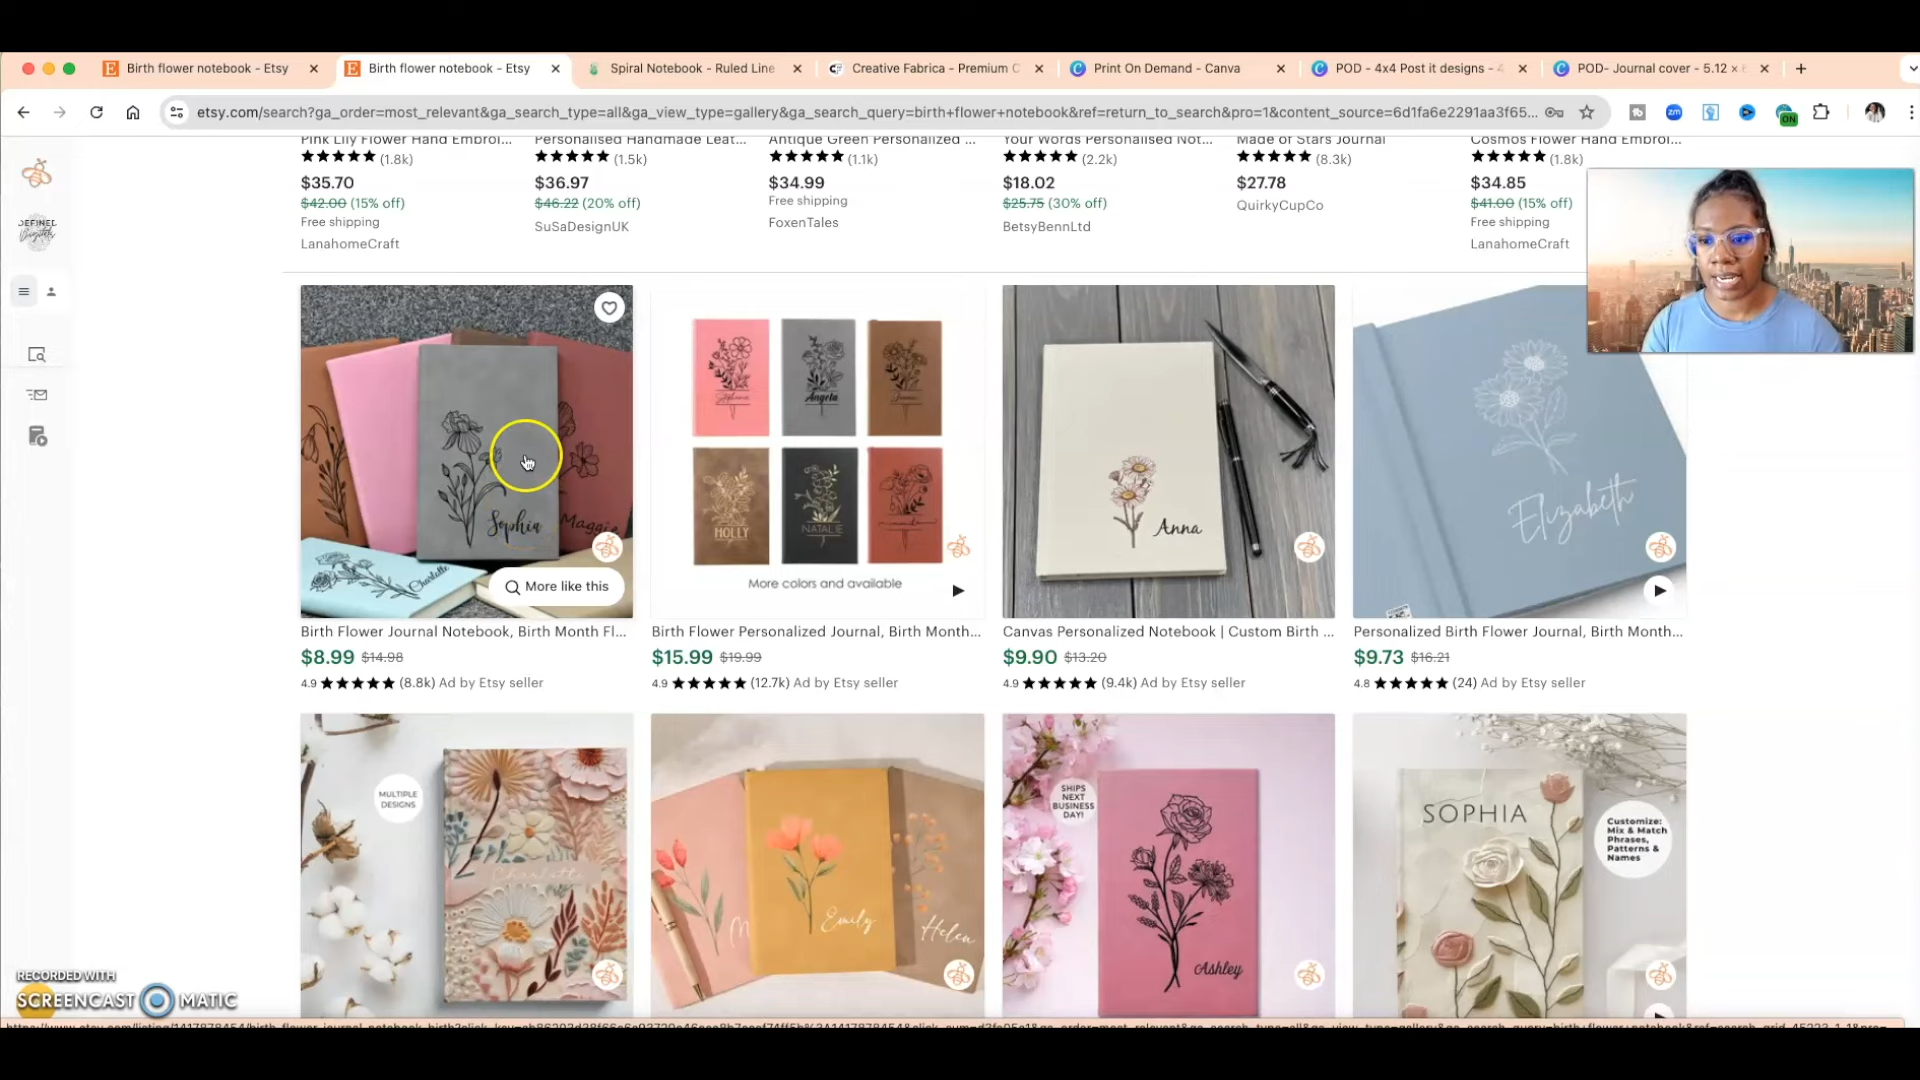 Birth flower notebook - Etsy
Birth flower notebook - Etsy
Spiral Notebook - Ruled Line
Creative Fabrica - Premium C
Print On Demand - Canva
POD - 4x4 Post it designs - 4
POD- Journal cover - 5.12 ×
etsy.com/search?ga_order=most_relevant&ga_search_type=all&ga_view_type=gallery&ga_search_query=birth+flower+notebook&ref=return_to_search&pro=1&content_source=6d1fa6e2291aa3f65...
zm
ON
Pink Lily Flower Hand Embroi...
Personalised Handmade Leat...
Antique Green Personalized ...
Your Words Personalised Not...
Made of Stars Journal
Cosmos Flower Hand Embroi...
(1.8k)
(1.5k)
(1.1k)
(2.2k)
(8.3k)
(1.8k)
$35.70
$36.97
$34.99
$18.02
$27.78
$34.85
$42.00 (15% off)
$46.22 (20% off)
Free shipping
$25.75 (30% off)
QuirkyCupCo
$41.00 (15% off)
Free shipping
SuSaDesignUK
FoxenTales
BetsyBennLtd
Free shipping
LanahomeCraft
LanahomeCraft
DEFINED
Digital
Sophia
Maggie
Charlotte
More like this
Angela
HOLLY
NATALIE
More colors and available
Anna
Elizabeth
Birth Flower Journal Notebook, Birth Month Fl...
Birth Flower Personalized Journal, Birth Month...
Canvas Personalized Notebook | Custom Birth ...
Personalized Birth Flower Journal, Birth Month...
$8.99 $14.98
$15.99 $19.99
$9.90 $13.20
$9.73 $16.21
4.9 (8.8k) Ad by Etsy seller
4.9 (12.7k) Ad by Etsy seller
4.9 (9.4k) Ad by Etsy seller
4.8 (24) Ad by Etsy seller
MULTIPLE
DESIGNS
Charlotte
Emily
Helen
SHIPS
NEXT
BUSINESS
DAY!
Ashley
SOPHIA
Customize:
Mix & Match
Phrases,
Patterns &
Names
RECORDED WITH
SCREENCAST MATIC